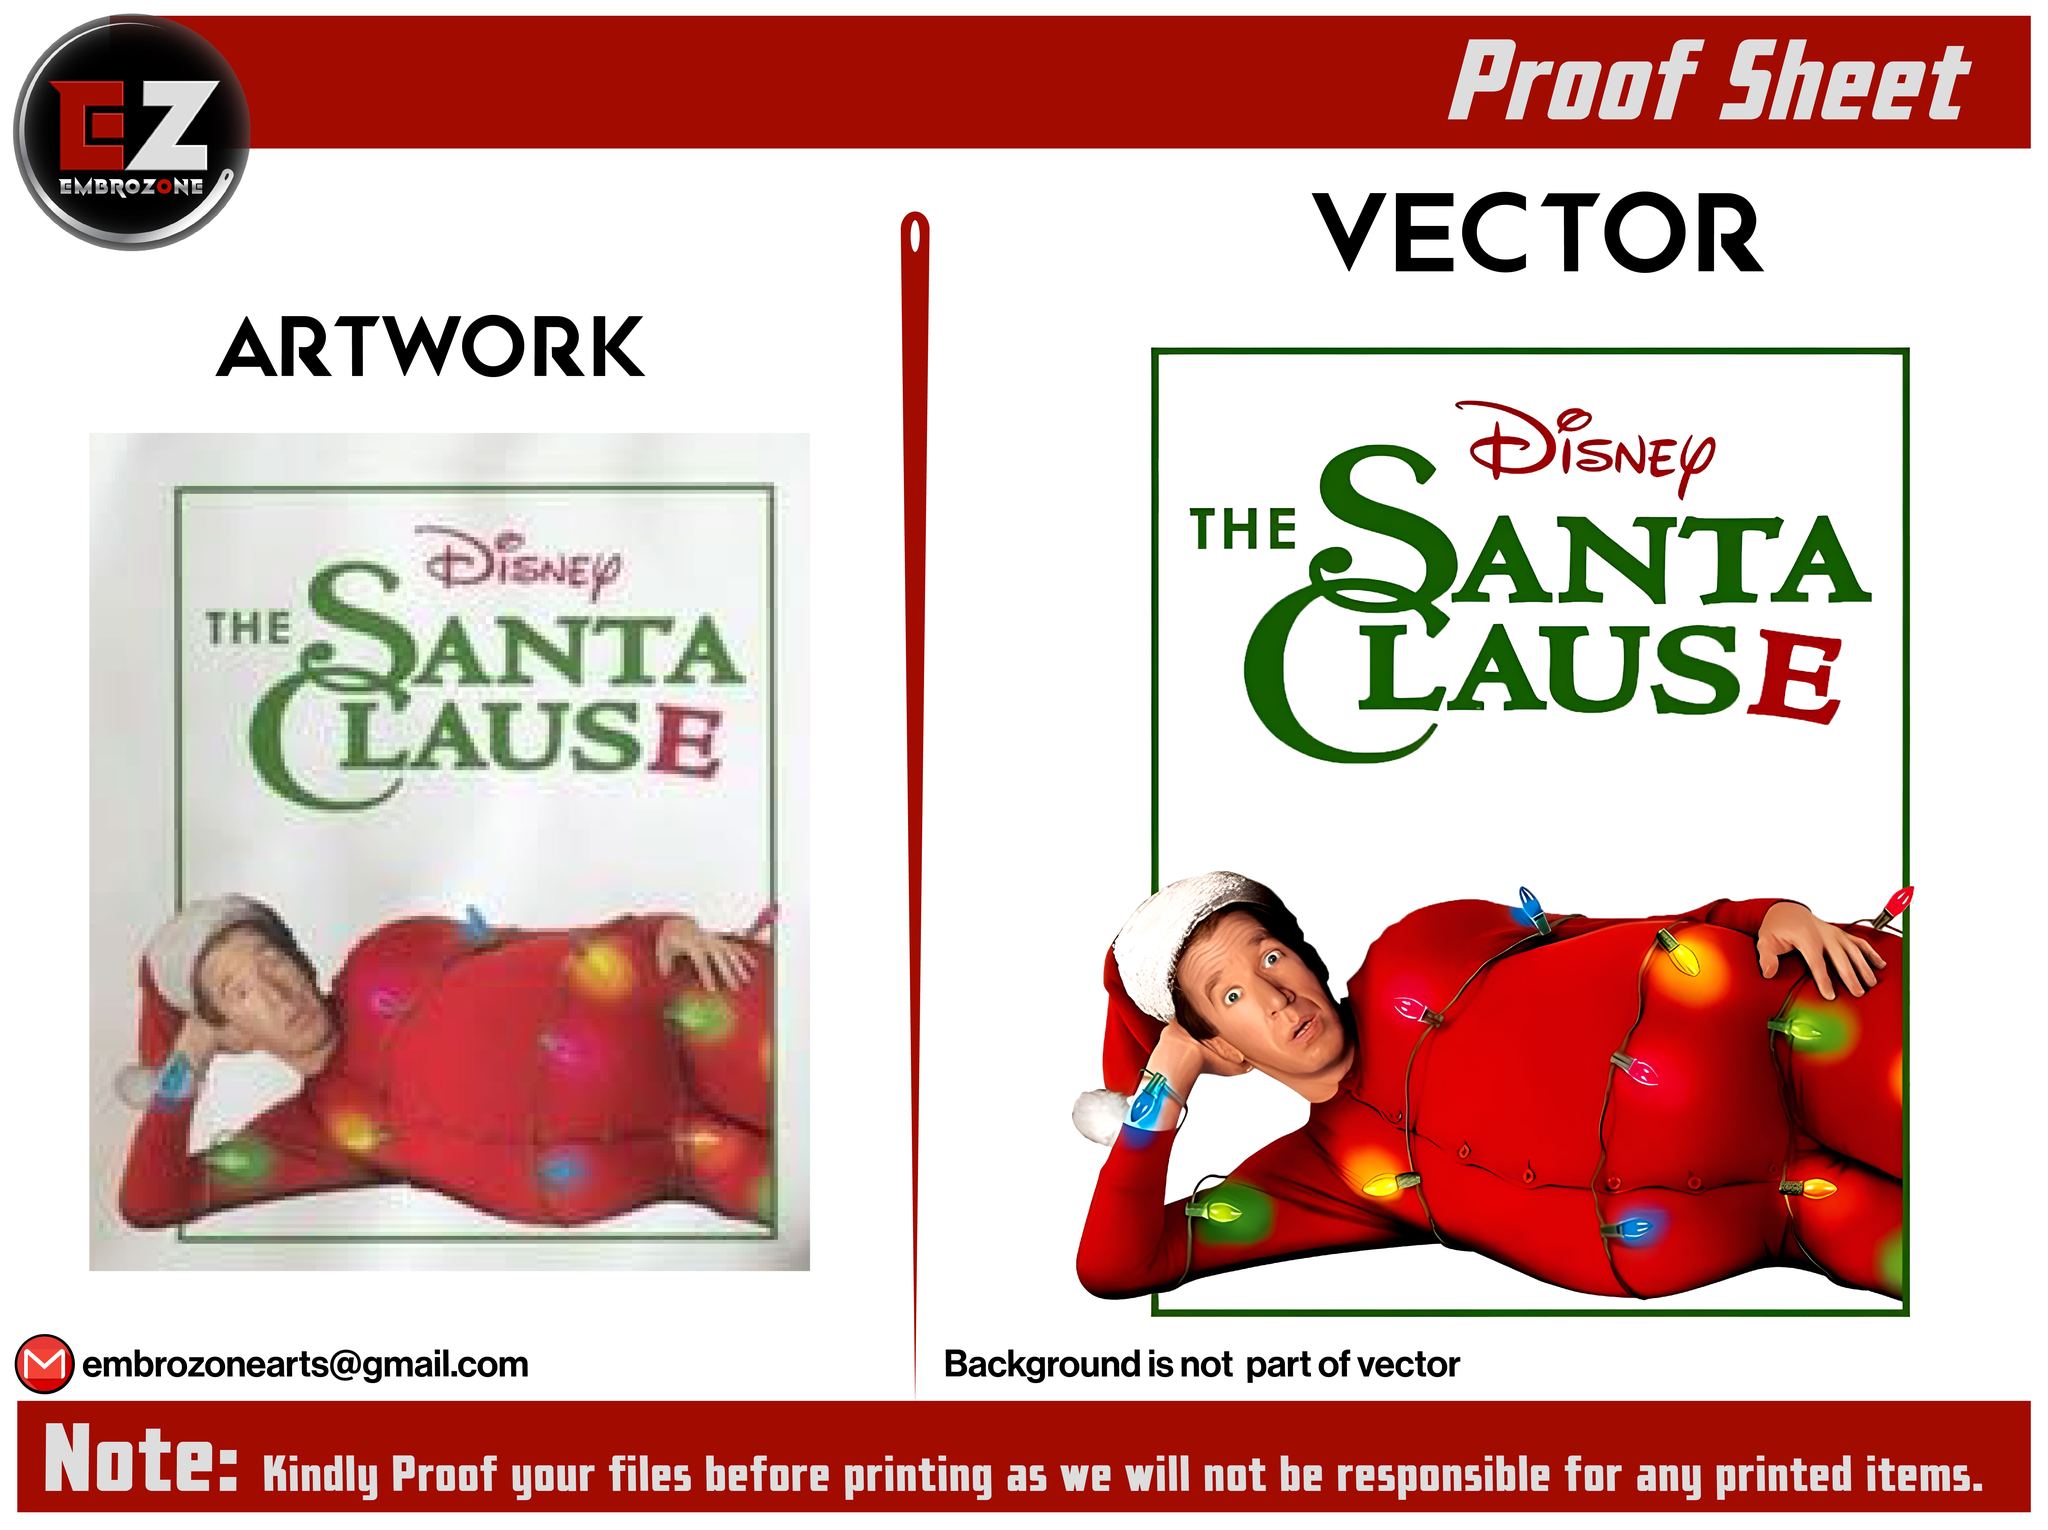 Proof Sheet
EZ
EMBROZONE
ARTWORK
DISNEY
THE SANTA
CLAUSE
VECTOR
DISNEY
THE SANTA
CLAUSE
embrozonearts@gmail.com
Background is not part of vector
Note: Kindly Proof your files before printing as we will not be responsible for any printed items.